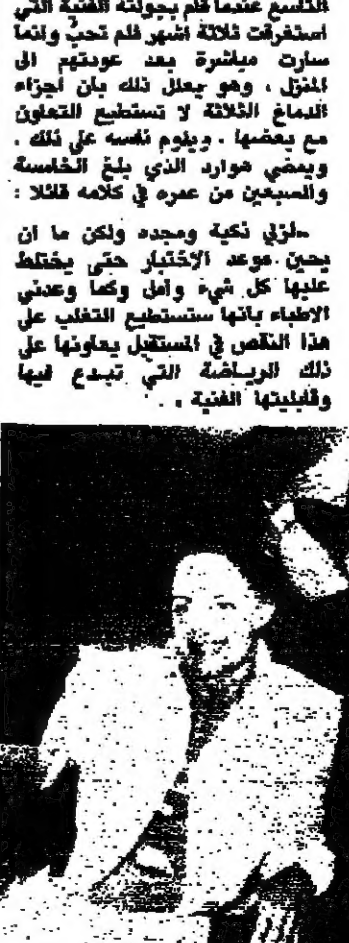 التاسع عندما قام بجولته الفنية التي
استغرقت ثلاثة اشهر فلم تحبُ وانما
سارت مباشرة بعد عودتهم الى
المنزل ، وهو يعلل ذلك بان اجزاء
الدماغ الثلاثة لا تستطيع التعاون
مع بعضها . ويلوم نفسه على ذلك .
ويمضي هوارد الذي بلغ الخامسة
والسبعين من عمره في كلامه قائلا :
«لزلي ذكية ومجدة ولكن ما ان
يحين موعد الاختبار حتى يختلط
عليها كل شيء وآمل وكما وعدني
الاطباء بانها ستستطيع التغلب على
هذا النقص في المستقبل يعاونها على
ذلك الرياضة التي تبدع فيها
وقابليتها الفنية » .